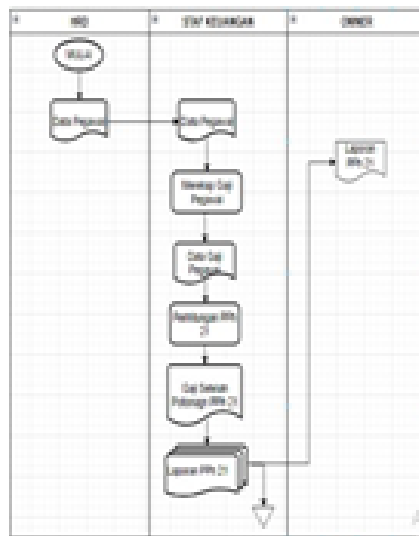 HRD
STAF KEUANGAN
OWNER
MULAI
Data Pegawai
Data Pegawai
Laporan
PPh 21
Merekap Gaji
Pegawai
Data Gaji
Pegawai
Perhitungan PPh
21
Gaji Setelah
Potongan PPh 21
Laporan PPh 21